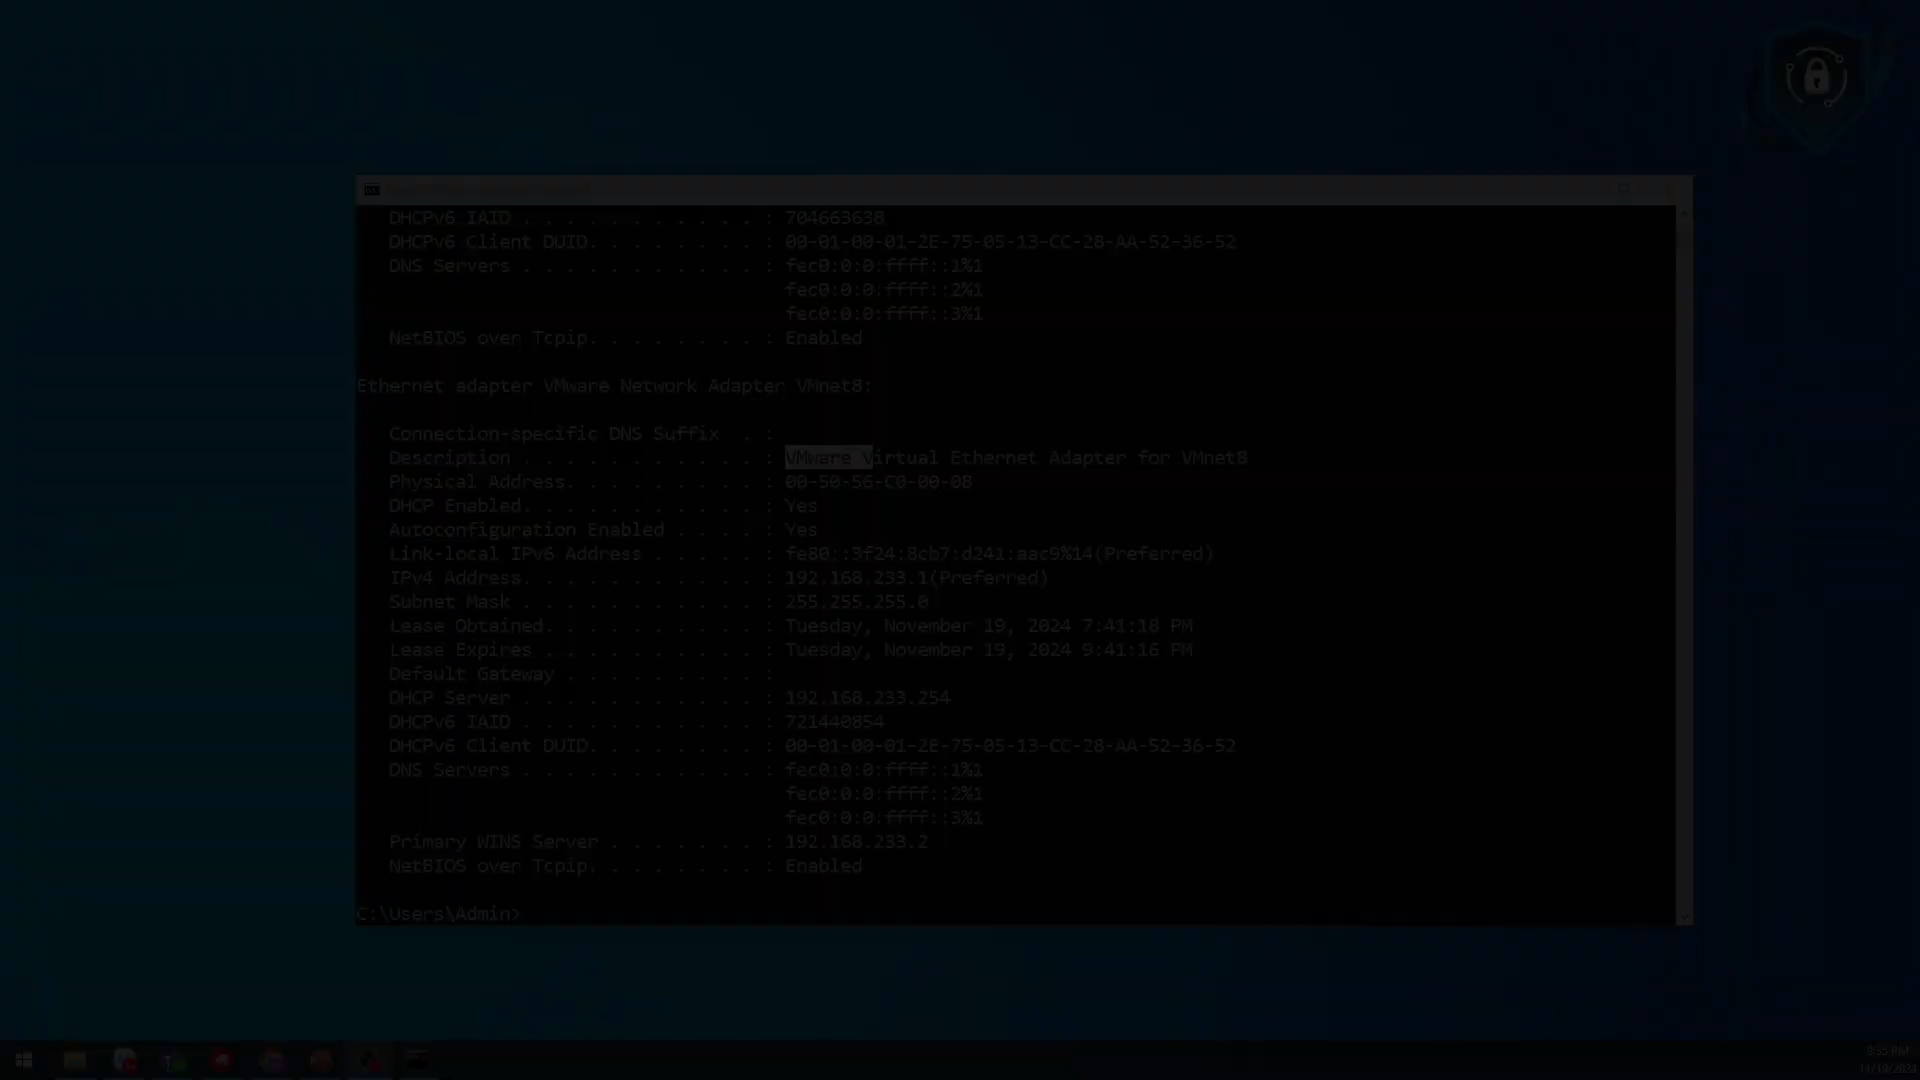 DHCPv6 IAID . . . . . . . . . . . : 704663638
DHCPv6 Client DUID. . . . . . . . : 00-01-00-01-2E-75-05-13-CC-28-AA-52-36-52
DNS Servers . . . . . . . . . . . : fec0:0:0:ffff::1%1
fec0:0:0:ffff::2%1
fec0:0:0:ffff::3%1
NetBIOS over Tcpip. . . . . . . . : Enabled
Ethernet adapter VMware Network Adapter VMnet8:
Connection-specific DNS Suffix  . :
Description . . . . . . . . . . . : VMware Virtual Ethernet Adapter for VMnet8
Physical Address. . . . . . . . . : 00-50-56-C0-00-08
DHCP Enabled. . . . . . . . . . . : Yes
Autoconfiguration Enabled . . . . : Yes
Link-local IPv6 Address . . . . . : fe80::3f24:8cb7:d241:aac9%14(Preferred)
IPv4 Address. . . . . . . . . . . : 192.168.233.1(Preferred)
Subnet Mask . . . . . . . . . . . : 255.255.255.0
Lease Obtained. . . . . . . . . . : Tuesday, November 19, 2024 7:41:18 PM
Lease Expires . . . . . . . . . . : Tuesday, November 19, 2024 9:41:16 PM
Default Gateway . . . . . . . . . :
DHCP Server . . . . . . . . . . . : 192.168.233.254
DHCPv6 IAID . . . . . . . . . . . : 721440854
DHCPv6 Client DUID. . . . . . . . : 00-01-00-01-2E-75-05-13-CC-28-AA-52-36-52
DNS Servers . . . . . . . . . . . : fec0:0:0:ffff::1%1
fec0:0:0:ffff::2%1
fec0:0:0:ffff::3%1
Primary WINS Server . . . . . . . : 192.168.233.2
NetBIOS over Tcpip. . . . . . . . : Enabled
C:\Users\Admin>
11/19/2024